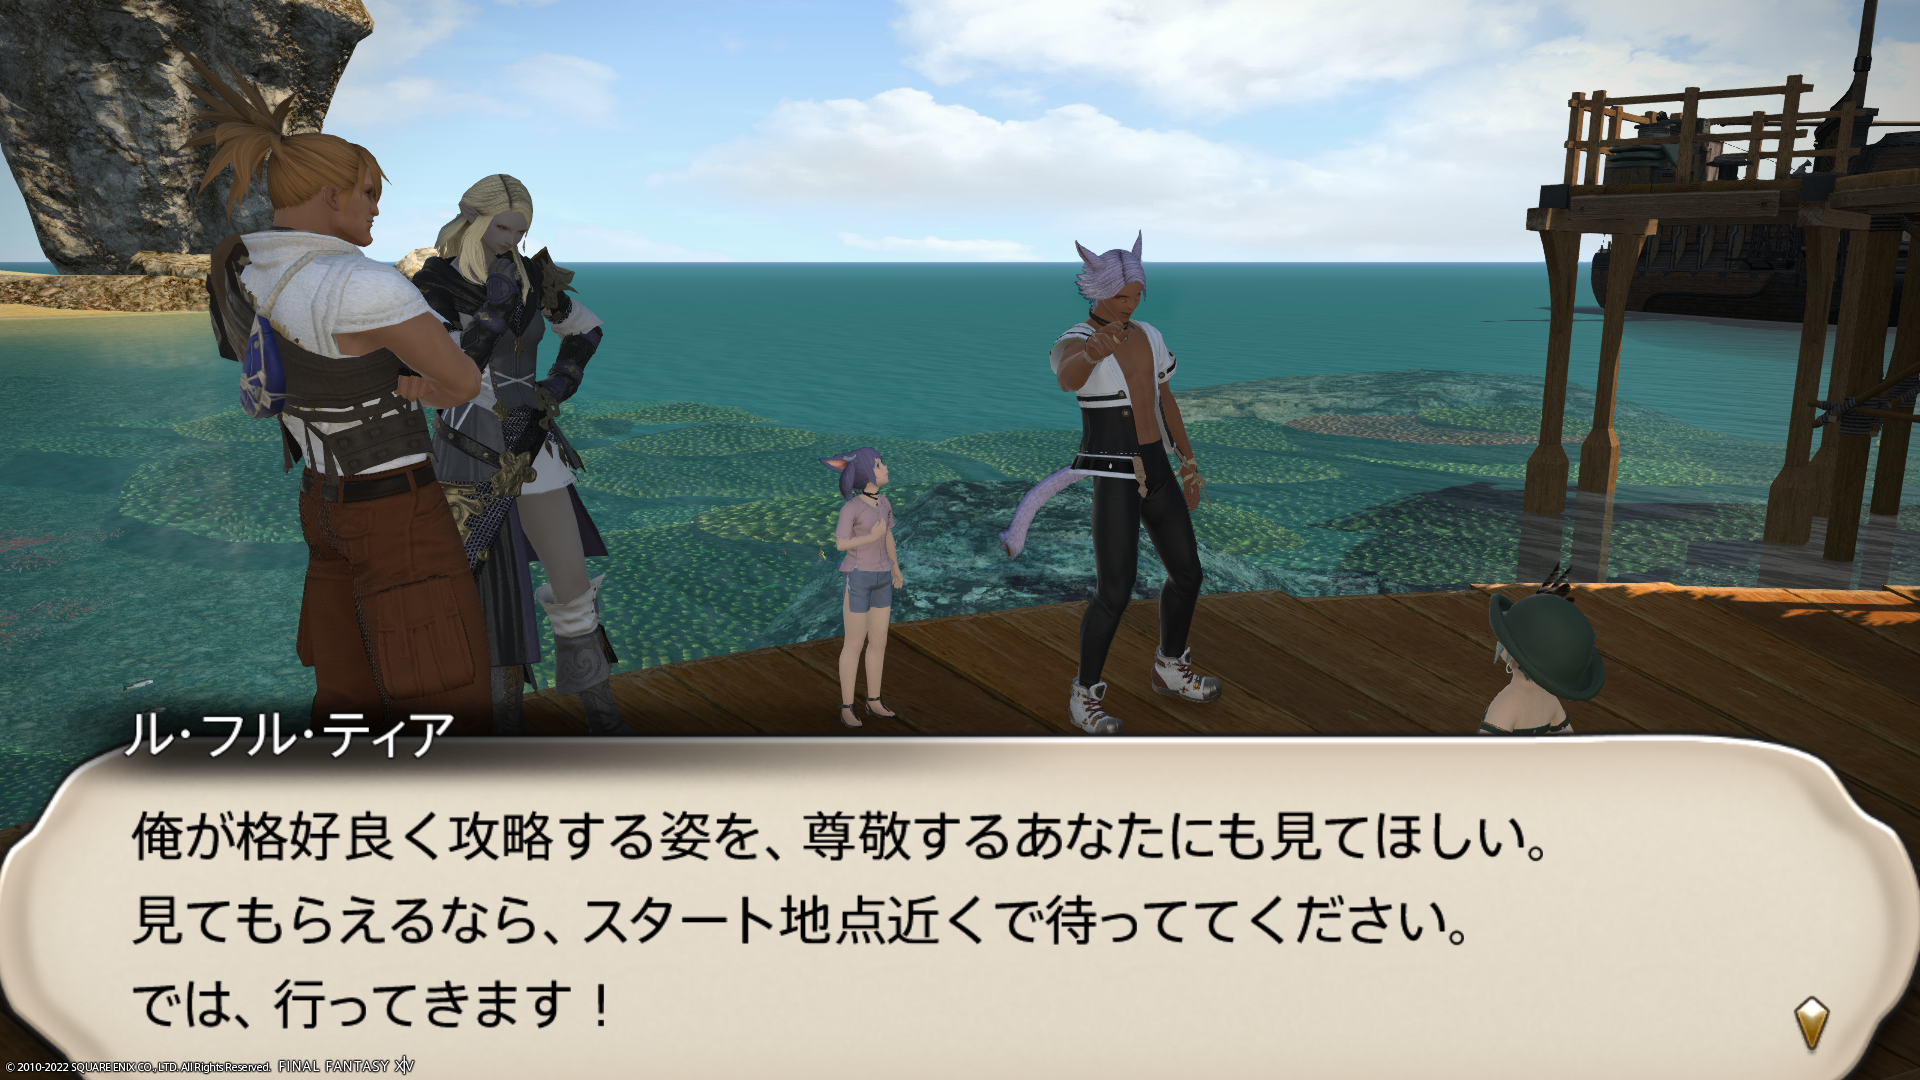 ル・フル・ティア
俺が格好良く攻略する姿を、尊敬するあなたにも見てほしい。
見てもらえるなら、スタート地点近くで待っててください。
では、行ってきます！
© 2010-2022 SQUARE ENIX CO., LTD. All Rights Reserved. FINAL FANTASY XIV